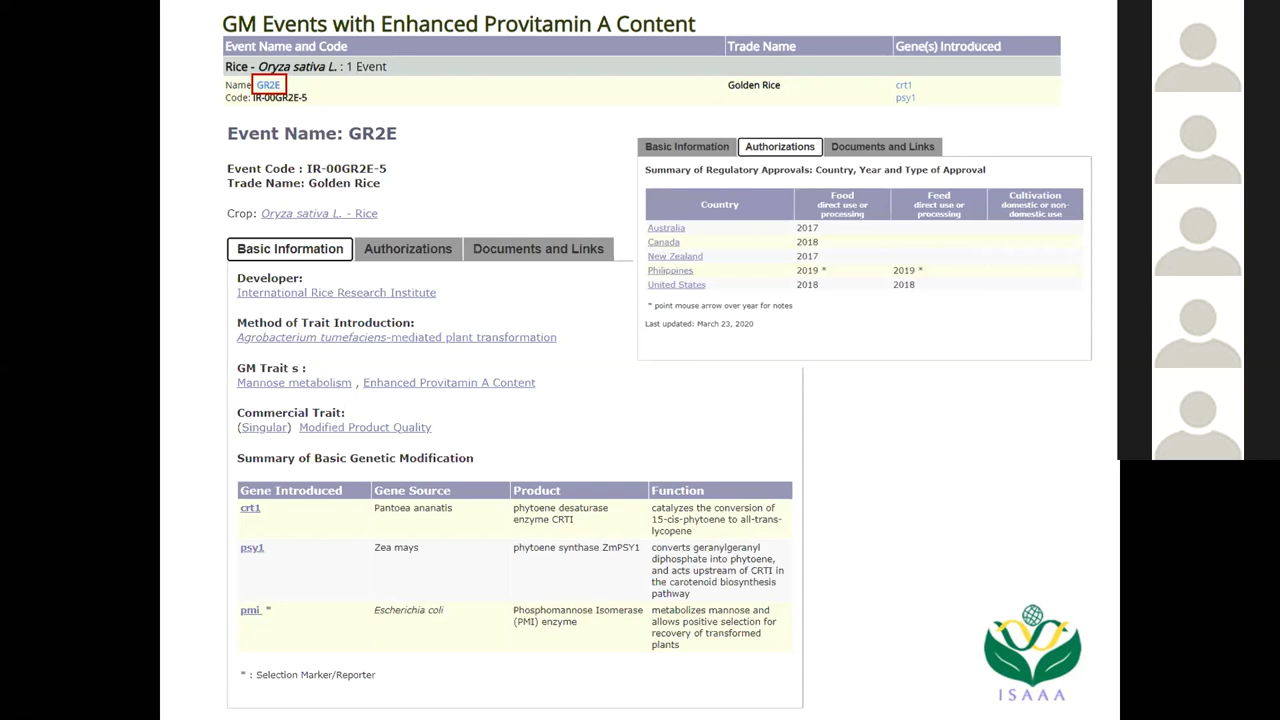 GM Events with Enhanced Provitamin A Content
Event Name and Code Trade Name Gene(s) Introduced
Rice - Oryza sativa L. : 1 Event
Name: GR2E Golden Rice crt1
Code: IR-00GR2E-5 psy1
Event Name: GR2E
Event Code : IR-00GR2E-5
Trade Name: Golden Rice
Crop: Oryza sativa L. - Rice
Basic Information Authorizations Documents and Links
Developer:
International Rice Research Institute
Method of Trait Introduction:
Agrobacterium tumefaciens-mediated plant transformation
GM Trait s :
Mannose metabolism , Enhanced Provitamin A Content
Commercial Trait:
(Singular) Modified Product Quality
Summary of Basic Genetic Modification
Gene Introduced Gene Source Product Function
crt1 Pantoea ananatis phytoene desaturase catalyzes the conversion of
enzyme CRTI 15-cis-phytoene to all-trans-
lycopene
psy1 Zea mays phytoene synthase ZmPSY1 converts geranylgeranyl
diphosphate into phytoene,
and acts upstream of CRTI in
the carotenoid biosynthesis
pathway
pmi * Escherichia coli Phosphomannose Isomerase metabolizes mannose and
(PMI) enzyme allows positive selection for
recovery of transformed
plants
* : Selection Marker/Reporter
Basic Information Authorizations Documents and Links
Summary of Regulatory Approvals: Country, Year and Type of Approval
Country Food Feed Cultivation
direct use or direct use or domestic or non-
processing processing domestic use
Australia 2017
Canada 2018
New Zealand 2017
Philippines 2019 * 2019 *
United States 2018 2018
* point mouse arrow over year for notes
Last updated: March 23, 2020
ISAAA